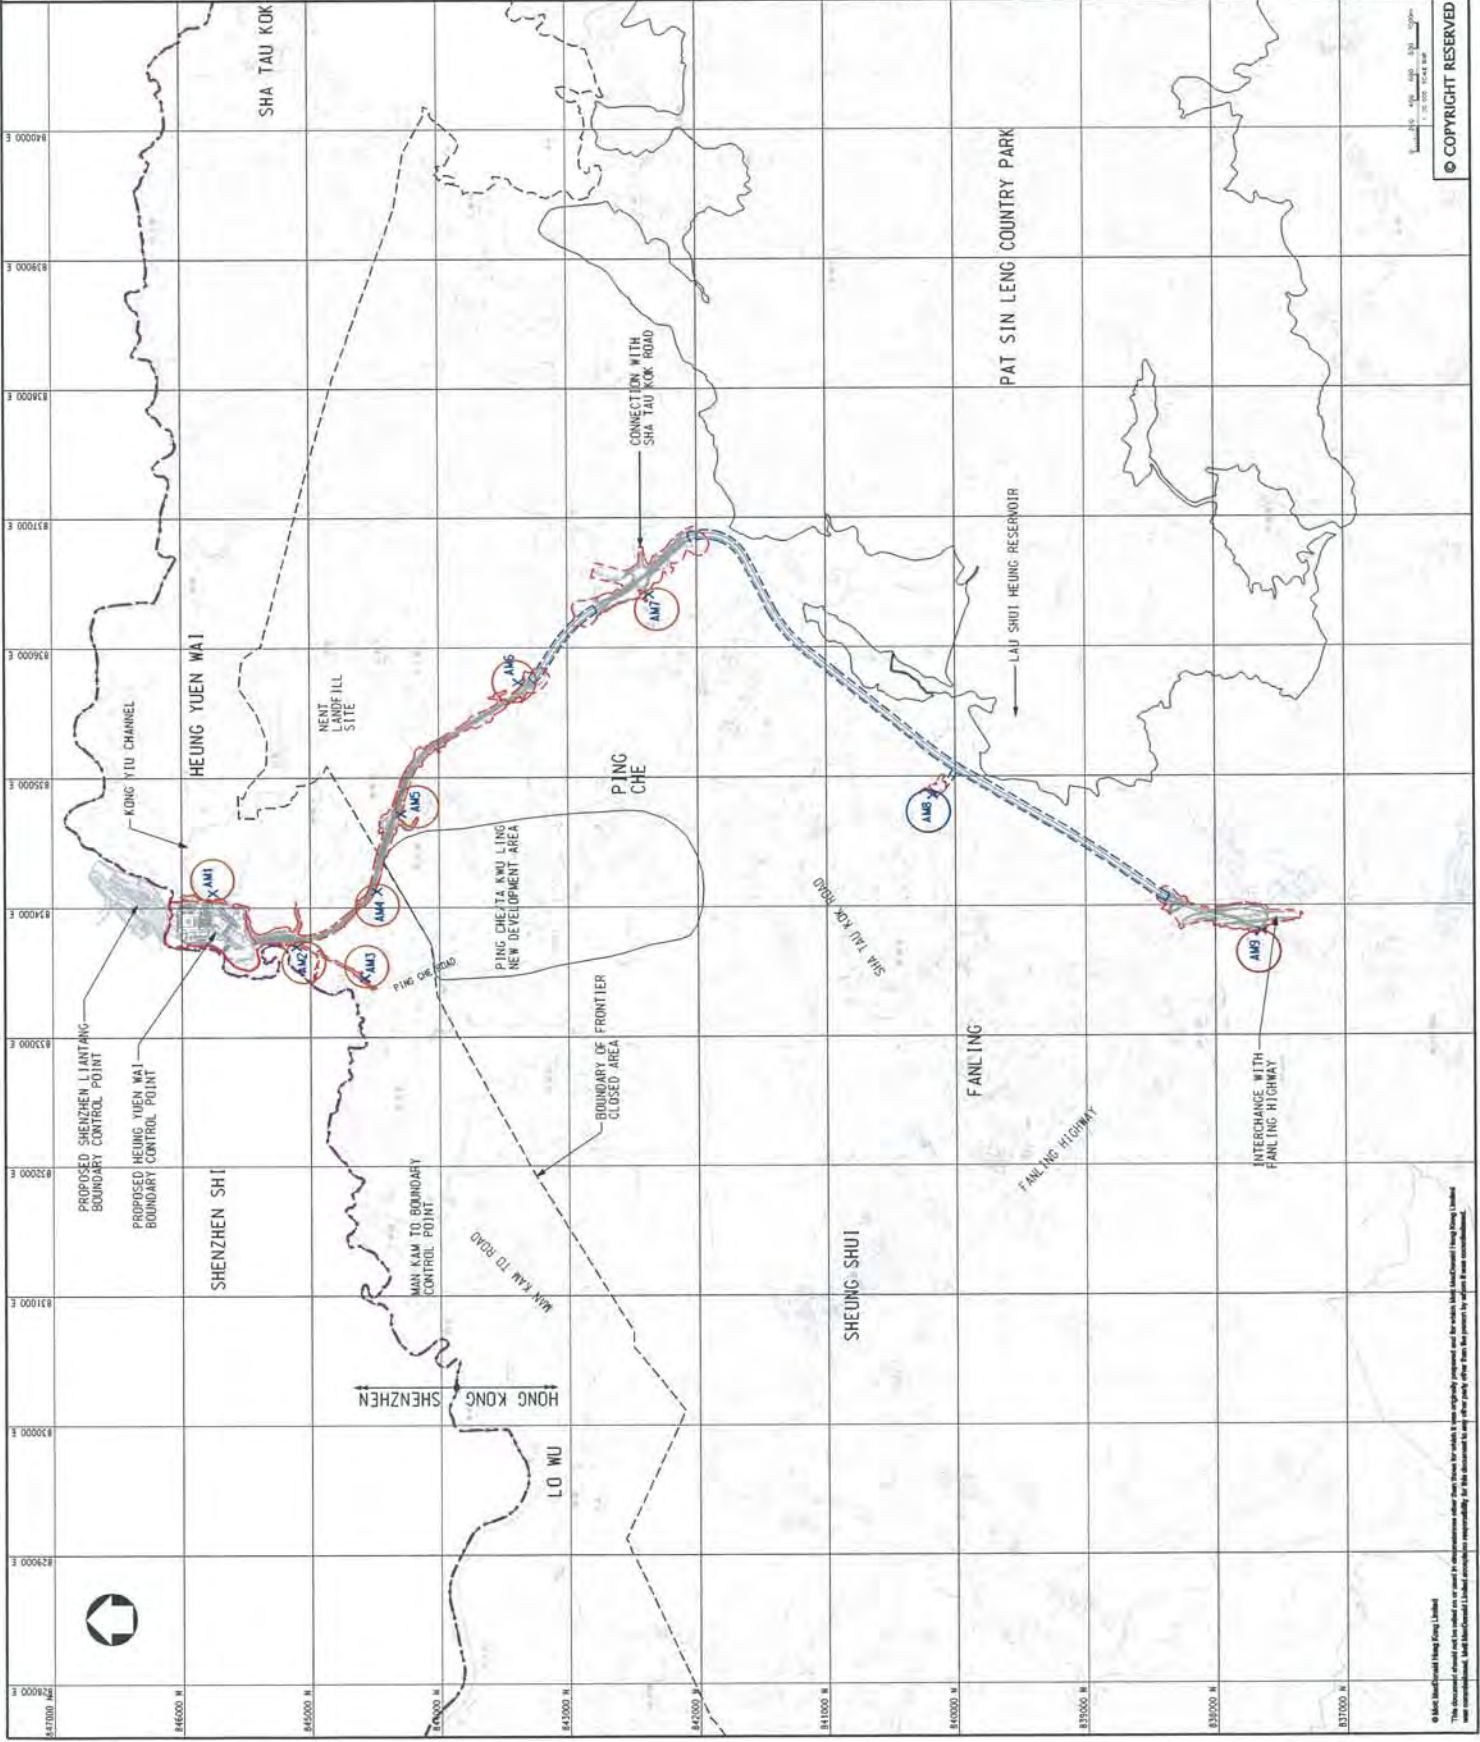 SHA TAU KOK
828000 E
829000 E
830000 E
831000 E
832000 E
833000 E
834000 E
835000 E
836000 E
837000 E
838000 E
839000 E
840000 E
847000 N
846000 N
845000 N
843000 N
842000 N
841000 N
840000 N
839000 N
838000 N
837000 N
PROPOSED SHENZHEN LIANTANG
BOUNDARY CONTROL POINT
PROPOSED HEUNG YUEN WAI
BOUNDARY CONTROL POINT
KONG YIU CHANNEL
HEUNG YUEN WAI
SHENZHEN SHI
NENT
LANDFILL
SITE
AM1
AM2
AM3
AM4
AM5
AM6
AM7
AM8
AM9
PING CHE ROAD
MAN KAM TO BOUNDARY
CONTROL POINT
MAN KAM TO ROAD
SHENZHEN
HONG KONG
LO WU
PING CHE/TA KWU LING
NEW DEVELOPMENT AREA
PING
CHE
BOUNDARY OF FRONTIER
CLOSED AREA
CONNECTION WITH
SHA TAU KOK ROAD
SHA TAU KOK ROAD
SHEUNG SHUI
FANLING
FANLING HIGHWAY
LAU SHUI HEUNG RESERVOIR
PAT SIN LENG COUNTRY PARK
INTERCHANGE WITH
FANLING HIGHWAY
© COPYRIGHT RESERVED
© Mott MacDonald Hong Kong Limited